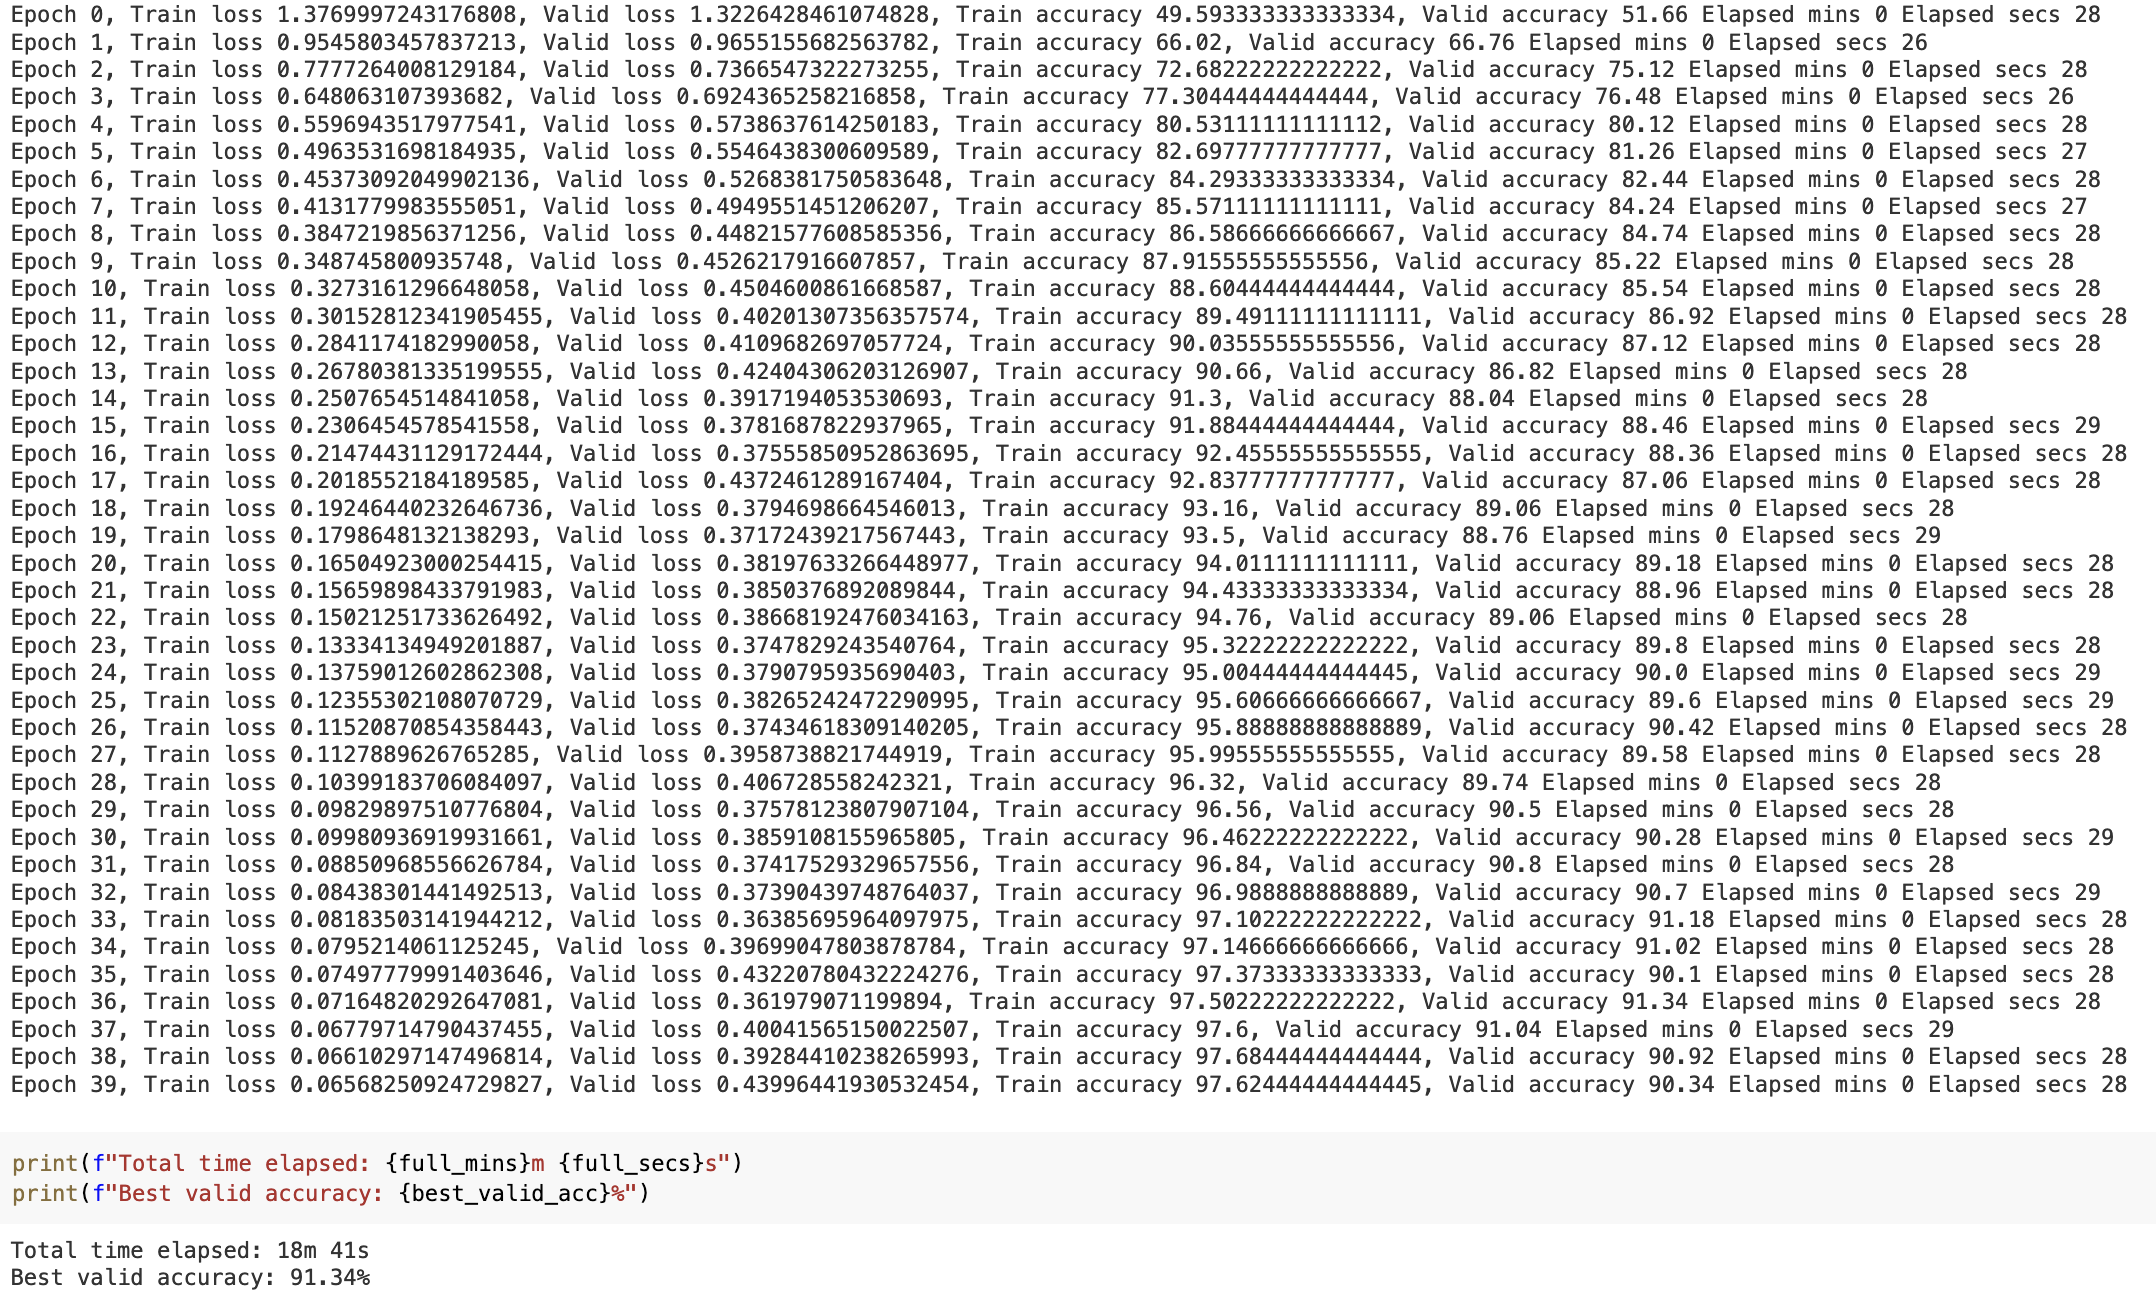 Epoch 0, Train loss 1.3769997243176808, Valid loss 1.3226428461074828, Train accuracy 49.593333333333334, Valid accuracy 51.66 Elapsed mins 0 Elapsed secs 28
Epoch 1, Train loss 0.9545803457837213, Valid loss 0.9655155682563782, Train accuracy 66.02, Valid accuracy 66.76 Elapsed mins 0 Elapsed secs 26
Epoch 2, Train loss 0.7777264008129184, Valid loss 0.7366547322273255, Train accuracy 72.68222222222222, Valid accuracy 75.12 Elapsed mins 0 Elapsed secs 28
Epoch 3, Train loss 0.648063107393682, Valid loss 0.6924365258216858, Train accuracy 77.30444444444444, Valid accuracy 76.48 Elapsed mins 0 Elapsed secs 26
Epoch 4, Train loss 0.5596943517977541, Valid loss 0.5738637614250183, Train accuracy 80.53111111111112, Valid accuracy 80.12 Elapsed mins 0 Elapsed secs 28
Epoch 5, Train loss 0.4963531698184935, Valid loss 0.5546438300609589, Train accuracy 82.69777777777777, Valid accuracy 81.26 Elapsed mins 0 Elapsed secs 27
Epoch 6, Train loss 0.45373092049902136, Valid loss 0.5268381750583648, Train accuracy 84.29333333333334, Valid accuracy 82.44 Elapsed mins 0 Elapsed secs 28
Epoch 7, Train loss 0.4131779983555051, Valid loss 0.4949551451206207, Train accuracy 85.57111111111111, Valid accuracy 84.24 Elapsed mins 0 Elapsed secs 27
Epoch 8, Train loss 0.3847219856371256, Valid loss 0.44821577608585356, Train accuracy 86.58666666666667, Valid accuracy 84.74 Elapsed mins 0 Elapsed secs 28
Epoch 9, Train loss 0.348745800935748, Valid loss 0.4526217916607857, Train accuracy 87.91555555555556, Valid accuracy 85.22 Elapsed mins 0 Elapsed secs 28
Epoch 10, Train loss 0.3273161296648058, Valid loss 0.4504600861668587, Train accuracy 88.60444444444444, Valid accuracy 85.54 Elapsed mins 0 Elapsed secs 28
Epoch 11, Train loss 0.30152812341905455, Valid loss 0.40201307356357574, Train accuracy 89.49111111111111, Valid accuracy 86.92 Elapsed mins 0 Elapsed secs 28
Epoch 12, Train loss 0.2841174182990058, Valid loss 0.4109682697057724, Train accuracy 90.03555555555556, Valid accuracy 87.12 Elapsed mins 0 Elapsed secs 28
Epoch 13, Train loss 0.26780381335199555, Valid loss 0.42404306203126907, Train accuracy 90.66, Valid accuracy 86.82 Elapsed mins 0 Elapsed secs 28
Epoch 14, Train loss 0.2507654514841058, Valid loss 0.3917194053530693, Train accuracy 91.3, Valid accuracy 88.04 Elapsed mins 0 Elapsed secs 28
Epoch 15, Train loss 0.2306454578541558, Valid loss 0.3781687822937965, Train accuracy 91.88444444444444, Valid accuracy 88.46 Elapsed mins 0 Elapsed secs 29
Epoch 16, Train loss 0.21474431129172444, Valid loss 0.37555850952863695, Train accuracy 92.45555555555555, Valid accuracy 88.36 Elapsed mins 0 Elapsed secs 28
Epoch 17, Train loss 0.2018552184189585, Valid loss 0.4372461289167404, Train accuracy 92.83777777777777, Valid accuracy 87.06 Elapsed mins 0 Elapsed secs 28
Epoch 18, Train loss 0.19246440232646736, Valid loss 0.3794698664546013, Train accuracy 93.16, Valid accuracy 89.06 Elapsed mins 0 Elapsed secs 28
Epoch 19, Train loss 0.1798648132138293, Valid loss 0.37172439217567443, Train accuracy 93.5, Valid accuracy 88.76 Elapsed mins 0 Elapsed secs 29
Epoch 20, Train loss 0.16504923000254415, Valid loss 0.38197633266448977, Train accuracy 94.0111111111111, Valid accuracy 89.18 Elapsed mins 0 Elapsed secs 28
Epoch 21, Train loss 0.15659898433791983, Valid loss 0.3850376892089844, Train accuracy 94.43333333333334, Valid accuracy 88.96 Elapsed mins 0 Elapsed secs 28
Epoch 22, Train loss 0.15021251733626492, Valid loss 0.38668192476034163, Train accuracy 94.76, Valid accuracy 89.06 Elapsed mins 0 Elapsed secs 28
Epoch 23, Train loss 0.13334134949201887, Valid loss 0.3747829243540764, Train accuracy 95.32222222222222, Valid accuracy 89.8 Elapsed mins 0 Elapsed secs 28
Epoch 24, Train loss 0.13759012602862308, Valid loss 0.3790795935690403, Train accuracy 95.00444444444445, Valid accuracy 90.0 Elapsed mins 0 Elapsed secs 29
Epoch 25, Train loss 0.12355302108070729, Valid loss 0.38265242472290995, Train accuracy 95.60666666666667, Valid accuracy 89.6 Elapsed mins 0 Elapsed secs 29
Epoch 26, Train loss 0.11520870854358443, Valid loss 0.37434618309140205, Train accuracy 95.88888888888889, Valid accuracy 90.42 Elapsed mins 0 Elapsed secs 28
Epoch 27, Train loss 0.1127889626765285, Valid loss 0.3958738821744919, Train accuracy 95.99555555555555, Valid accuracy 89.58 Elapsed mins 0 Elapsed secs 28
Epoch 28, Train loss 0.10399183706084097, Valid loss 0.406728558242321, Train accuracy 96.32, Valid accuracy 89.74 Elapsed mins 0 Elapsed secs 28
Epoch 29, Train loss 0.09829897510776804, Valid loss 0.37578123807907104, Train accuracy 96.56, Valid accuracy 90.5 Elapsed mins 0 Elapsed secs 28
Epoch 30, Train loss 0.09980936919931661, Valid loss 0.3859108155965805, Train accuracy 96.46222222222222, Valid accuracy 90.28 Elapsed mins 0 Elapsed secs 29
Epoch 31, Train loss 0.08850968556626784, Valid loss 0.37417529329657556, Train accuracy 96.84, Valid accuracy 90.8 Elapsed mins 0 Elapsed secs 28
Epoch 32, Train loss 0.08438301441492513, Valid loss 0.37390439748764037, Train accuracy 96.9888888888889, Valid accuracy 90.7 Elapsed mins 0 Elapsed secs 29
Epoch 33, Train loss 0.08183503141944212, Valid loss 0.36385695964097975, Train accuracy 97.10222222222222, Valid accuracy 91.18 Elapsed mins 0 Elapsed secs 28
Epoch 34, Train loss 0.0795214061125245, Valid loss 0.39699047803878784, Train accuracy 97.14666666666666, Valid accuracy 91.02 Elapsed mins 0 Elapsed secs 28
Epoch 35, Train loss 0.07497779991403646, Valid loss 0.43220780432224276, Train accuracy 97.37333333333333, Valid accuracy 90.1 Elapsed mins 0 Elapsed secs 28
Epoch 36, Train loss 0.07164820292647081, Valid loss 0.361979071199894, Train accuracy 97.50222222222222, Valid accuracy 91.34 Elapsed mins 0 Elapsed secs 28
Epoch 37, Train loss 0.06779714790437455, Valid loss 0.40041565150022507, Train accuracy 97.6, Valid accuracy 91.04 Elapsed mins 0 Elapsed secs 29
Epoch 38, Train loss 0.06610297147496814, Valid loss 0.39284410238265993, Train accuracy 97.68444444444444, Valid accuracy 90.92 Elapsed mins 0 Elapsed secs 28
Epoch 39, Train loss 0.06568250924729827, Valid loss 0.43996441930532454, Train accuracy 97.62444444444445, Valid accuracy 90.34 Elapsed mins 0 Elapsed secs 28
print(f"Total time elapsed: {full_mins}m {full_secs}s")
print(f"Best valid accuracy: {best_valid_acc}%")
Total time elapsed: 18m 41s
Best valid accuracy: 91.34%